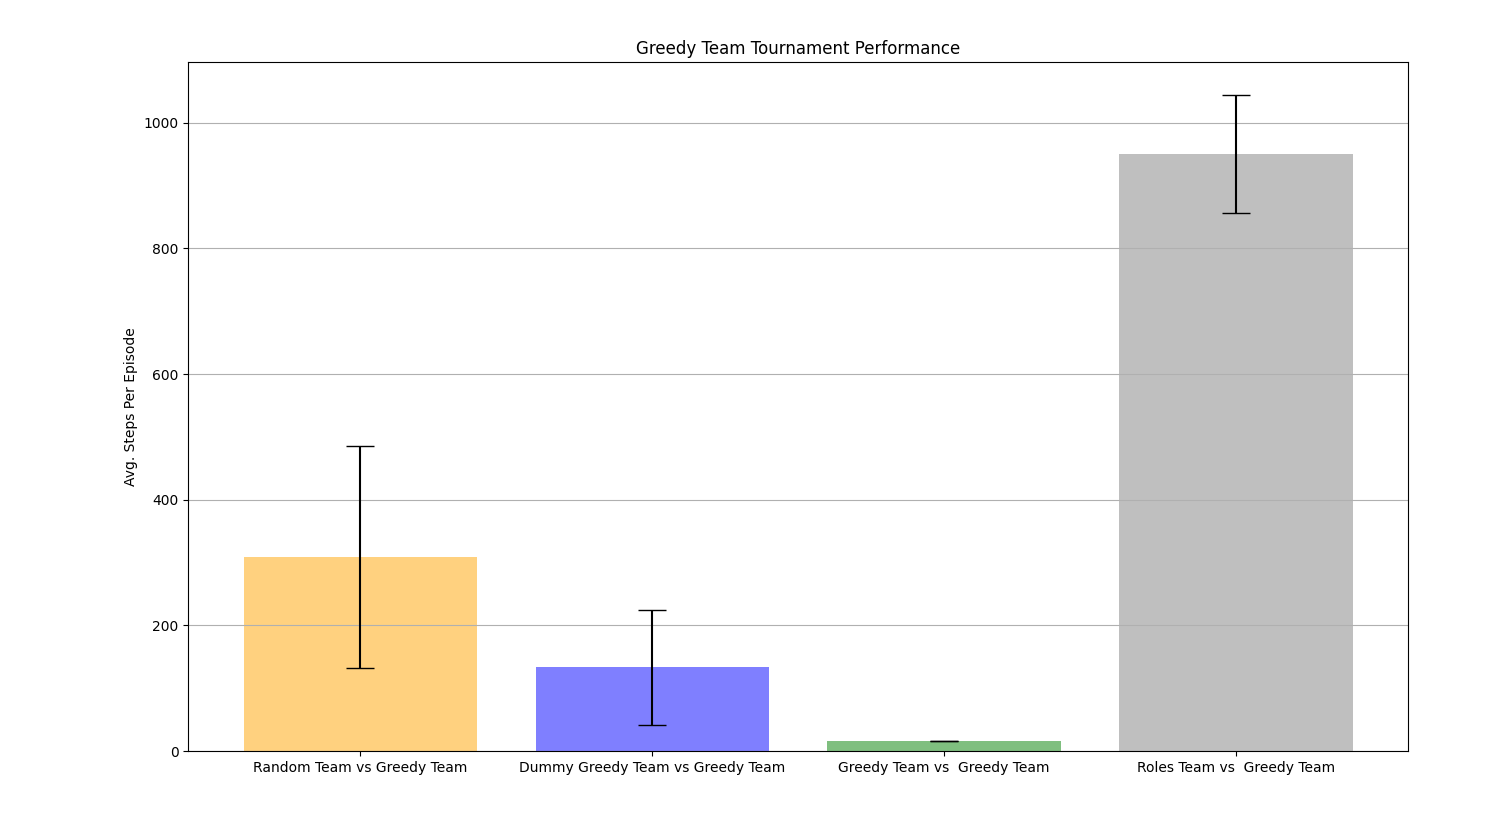 Greedy Team Tournament Performance
Avg. Steps Per Episode
1000
800
600
400
200
0
Random Team vs Greedy Team
Dummy Greedy Team vs Greedy Team
Greedy Team vs  Greedy Team
Roles Team vs  Greedy Team